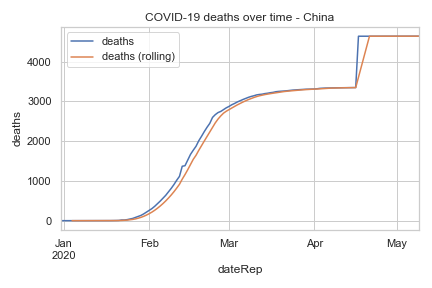 COVID-19 deaths over time - China
deaths
deaths (rolling)
deaths
4000
3000
2000
1000
0
Jan
2020
Feb
Mar
Apr
May
dateRep